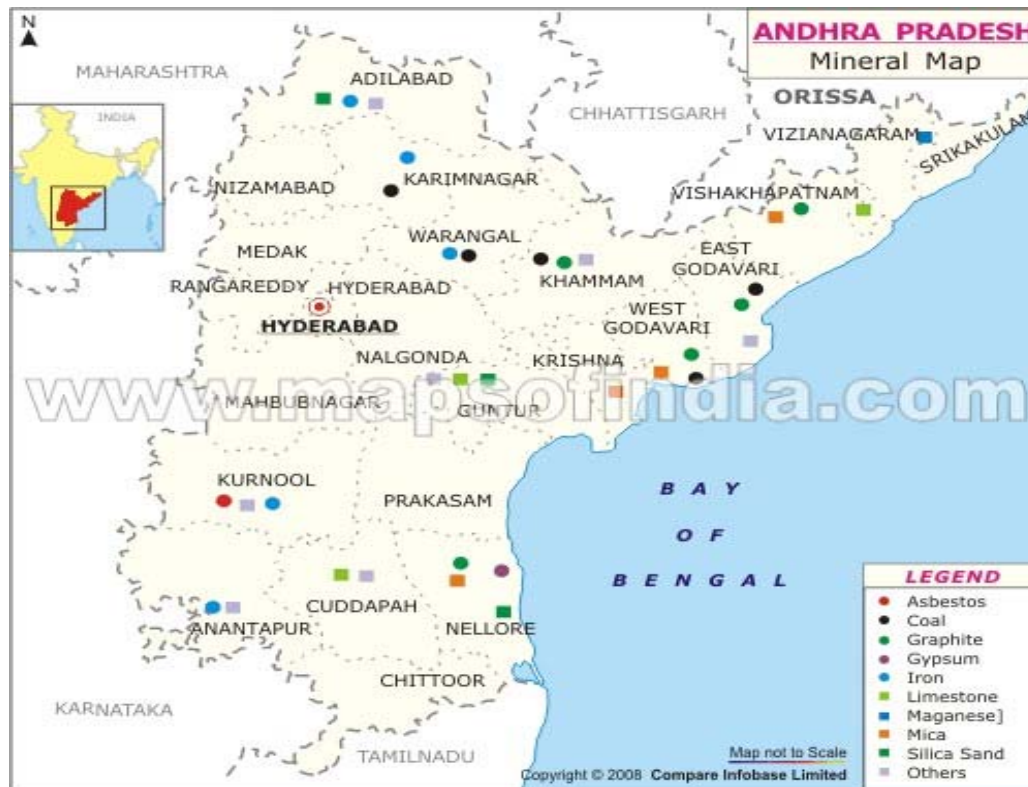 N
ANDHRA PRADESH
Mineral Map
MAHARASHTRA
ADILABAD
CHHATTISGARH
ORISSA
INDIA
VIZIANAGARAM
SRIKAKULAM
NIZAMABAD
KARIMNAGAR
VISHAKHAPATNAM
MEDAK
WARANGAL
EAST
GODAVARI
KHAMMAM
RANGAREDDY
HYDERABAD
HYDERABAD
WEST
GODAVARI
NALGONDA
KRISHNA
www.mapsofindia.com
MAHBUBNAGAR
GUNTUR
KURNOOL
PRAKASAM
BAY
OF
BENGAL
CUDDAPAH
ANANTAPUR
NELLORE
CHITTOOR
KARNATAKA
TAMILNADU
LEGEND
Asbestos
Coal
Graphite
Gypsum
Iron
Limestone
Maganese]
Mica
Silica Sand
Others
Map not to Scale
Copyright © 2008 Compare Infobase Limited